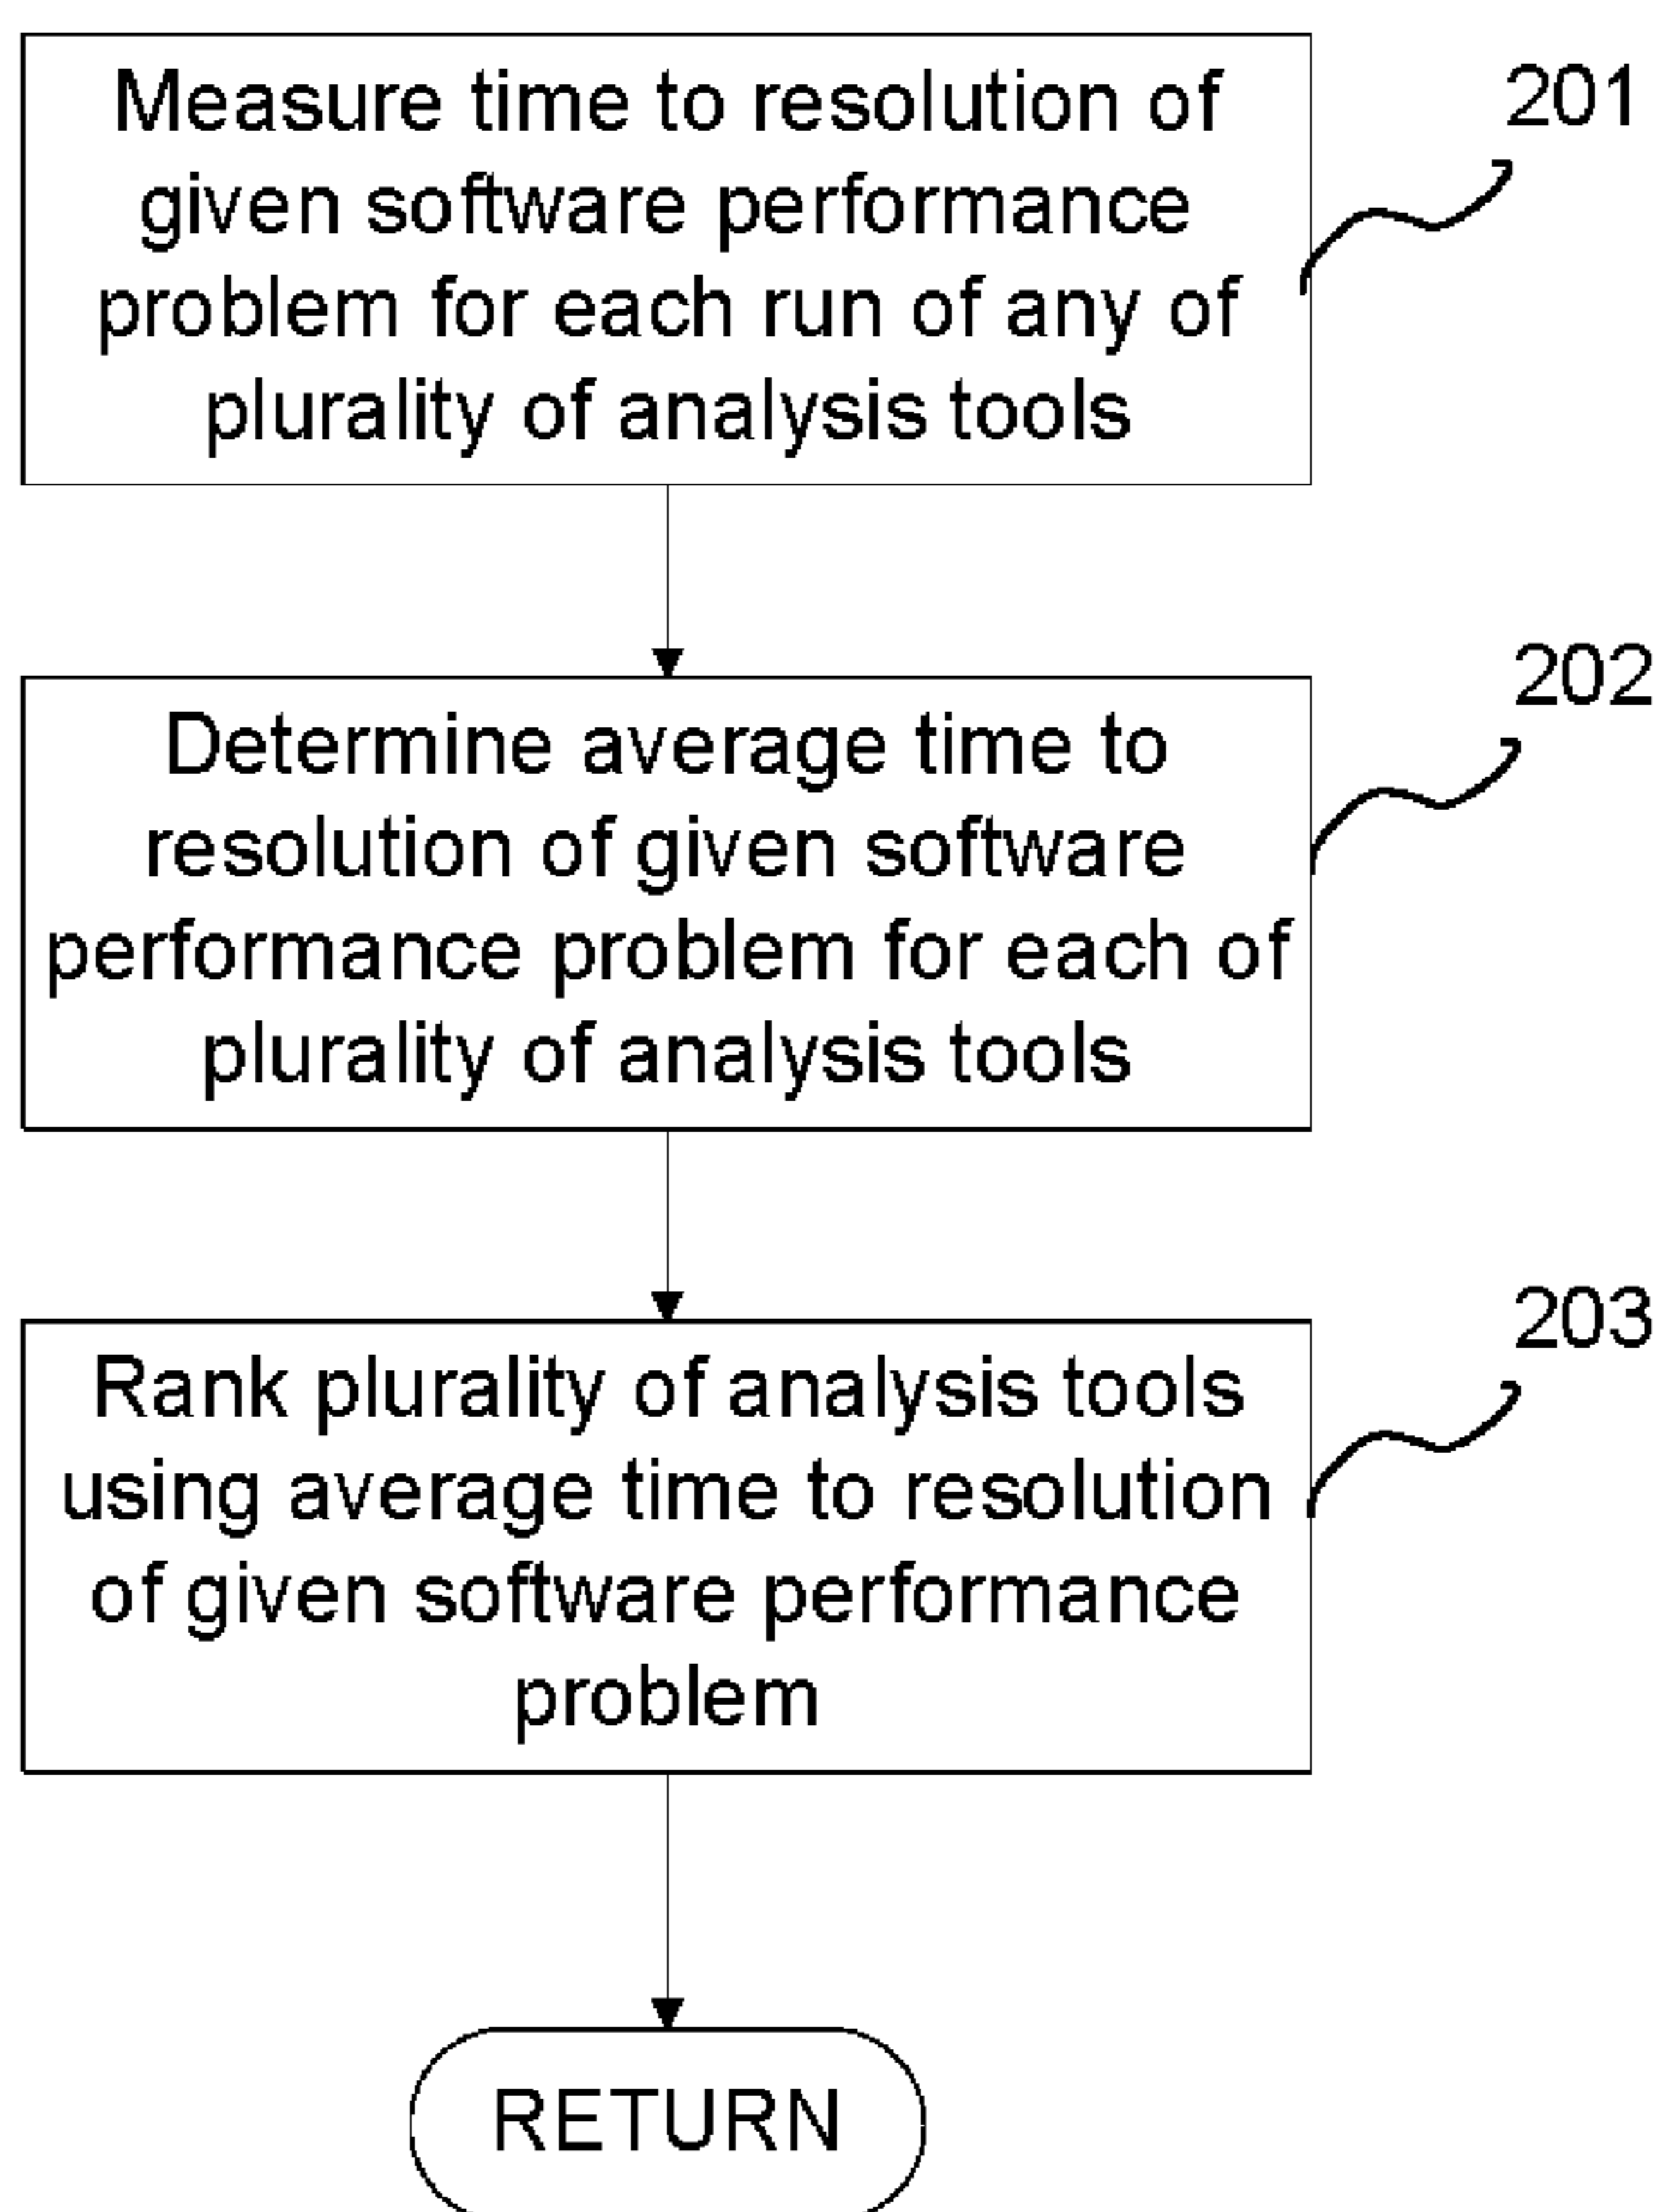 Measure time to resolution of
given software performance
problem for each run of any of
plurality of analysis tools
201
Determine average time to
resolution of given software
performance problem for each of
plurality of analysis tools
202
Rank plurality of analysis tools
using average time to resolution
of given software performance
problem
203
RETURN